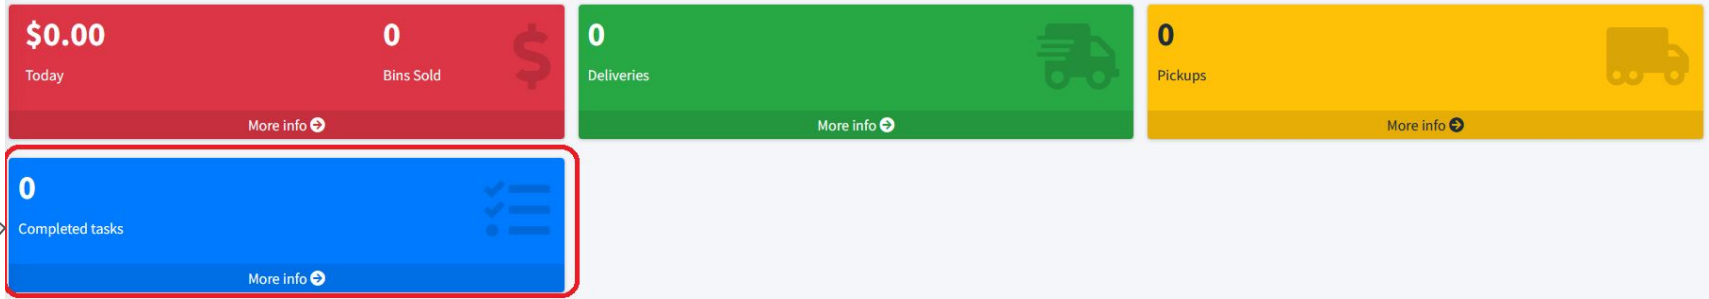 $0.00 0
Today Bins Sold
More info
0
Deliveries
More info
0
Pickups
More info
0
Completed tasks
More info